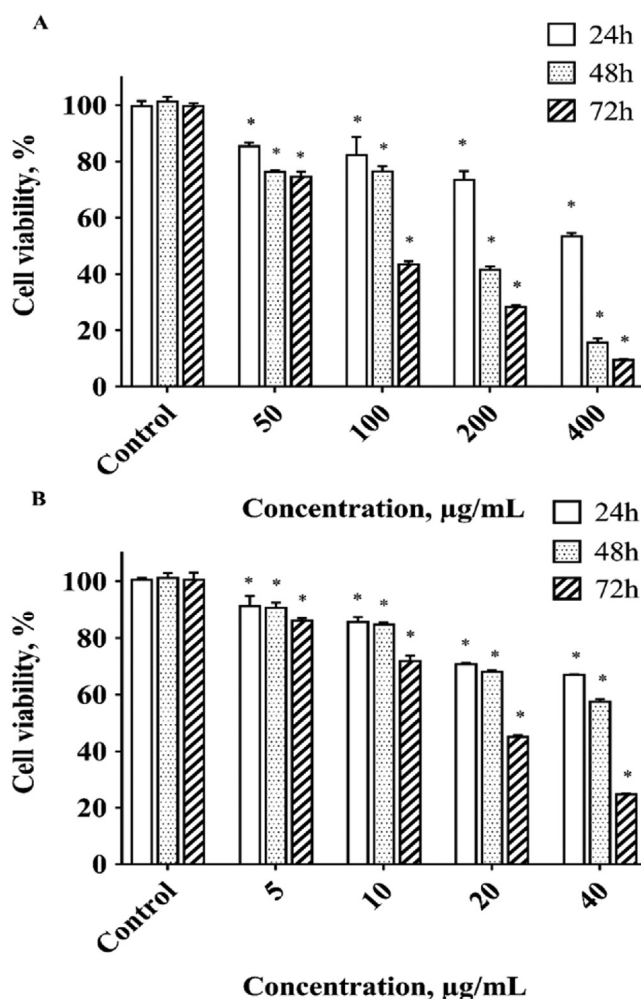 A
24h
48h
72h
Cell viability, %
100
80
60
40
20
0
* * *
* * *
* * *
* * *
Control 50 100 200 400
Concentration, µg/mL
B
24h
48h
72h
Cell viability, %
100
80
60
40
20
0
* * *
* * *
* * *
* * *
Control 5 10 20 40
Concentration, µg/mL